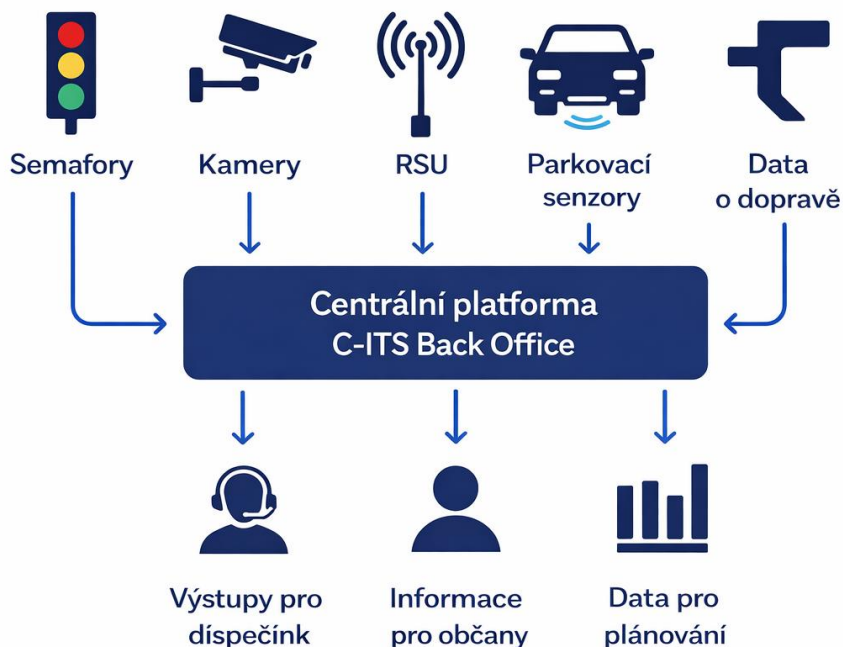 Semafory
Kamery
RSU
Parkovací
senzory
Data
o dopravě
Centrální platforma
C-ITS Back Office
Výstupy pro
díspečínk
Informace
pro občany
Data pro
plánování